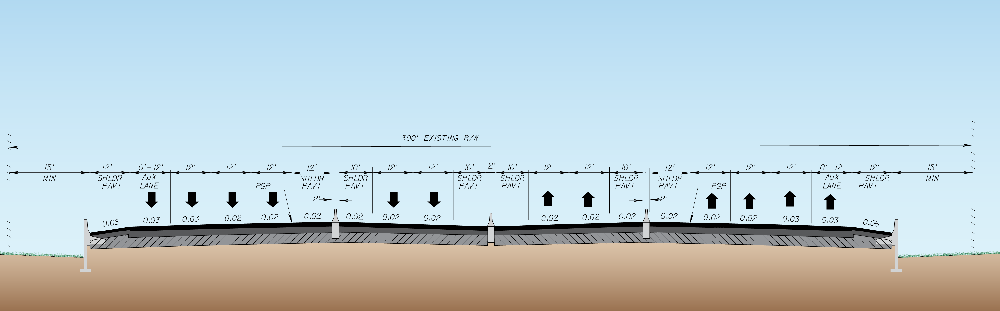 300' EXISTING R/W
15' 12' 0'-12' 12' 12' 12' 12' 10' 12' 12' 10' 2' 10' 12' 12' 10' 12' 12' 12' 12' 0' 12' 12' 15'
MIN SHLDR AUX SHLDR SHLDR SHLDR SHLDR SHLDR SHLDR AUX SHLDR MIN
PAVT LANE PGP PAVT PAVT PAVT PAVT PAVT PAVT PGP LANE PAVT
2' 2'
0.06 0.03 0.03 0.02 0.02 0.02 0.02 0.02 0.02 0.02 0.02 0.02 0.02 0.02 0.02 0.03 0.03 0.06